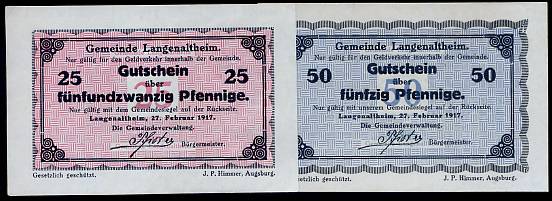 Gemeinde Langenaltheim.
Nur gültig für den Geldverkehr innerhalb der Gemeinde.
25 Gutschein 25
über
fünfundzwanzig Pfennige.
Nur gültig mit dem Gemeindesiegel auf der Rückseite.
Langenaltheim, 27. Februar 1917.
Die Gemeindeverwaltung.
Bürgermeister.
Gesetzlich geschützt.
J. P. Himmer, Augsburg.
Gemeinde Langenaltheim.
Nur gültig für den Geldverkehr innerhalb der Gemeinde.
50 Gutschein 50
über
fünfzig Pfennige.
Nur gültig mit unserem Gemeindesiegel auf der Rückseite.
Langenaltheim, 27. Februar 1917.
Die Gemeindeverwaltung.
Bürgermeister.
J. P. Himmer, Augsburg.